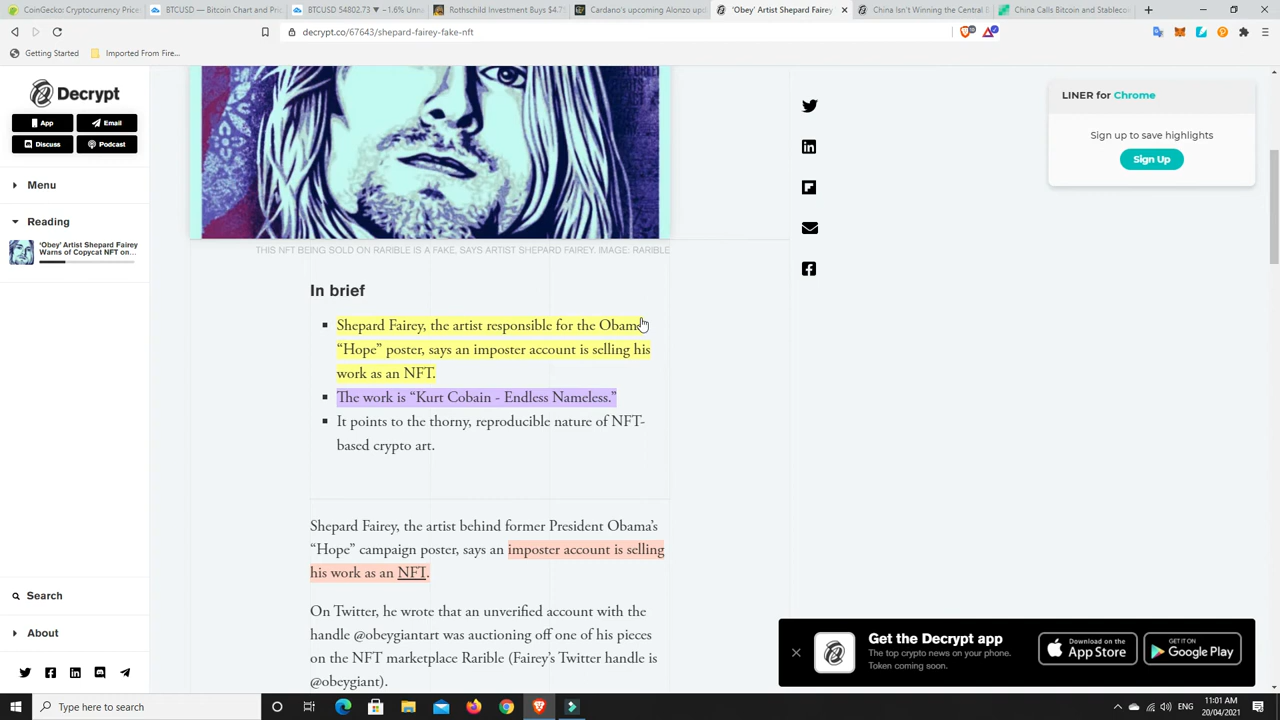 CoinGecko: Cryptocurrency Price
BTCUSD — Bitcoin Chart and Pri
BTCUSD 54802.73 ▼ −1.6% Unna
Rothschild Investment Buys $4.7
Cardano's upcoming Alonzo upd
'Obey' Artist Shepard Fairey
China Isn't Winning the Central B
China Calls Bitcoin and Stableco
decrypt.co/67643/shepard-fairey-fake-nft
Getting Started
Imported From Fire...
Decrypt
App
Email
Discuss
Podcast
Menu
Reading
'Obey' Artist Shepard Fairey
Warns of Copycat NFT on...
Search
About
THIS NFT BEING SOLD ON RARIBLE IS A FAKE, SAYS ARTIST SHEPARD FAIREY. IMAGE: RARIBLE
In brief
Shepard Fairey, the artist responsible for the Obama
“Hope” poster, says an imposter account is selling his
work as an NFT.
The work is “Kurt Cobain - Endless Nameless.”
It points to the thorny, reproducible nature of NFT-
based crypto art.
Shepard Fairey, the artist behind former President Obama’s
“Hope” campaign poster, says an imposter account is selling
his work as an NFT.
On Twitter, he wrote that an unverified account with the
handle @obeygiantart was auctioning off one of his pieces
on the NFT marketplace Rarible (Fairey’s Twitter handle is
@obeygiant).
LINER for Chrome
Sign up to save highlights
Sign Up
Get the Decrypt app
The top crypto news on your phone.
Token coming soon.
Download on the
App Store
GET IT ON
Google Play
Type here to search
ENG
11:01 AM
20/04/2021